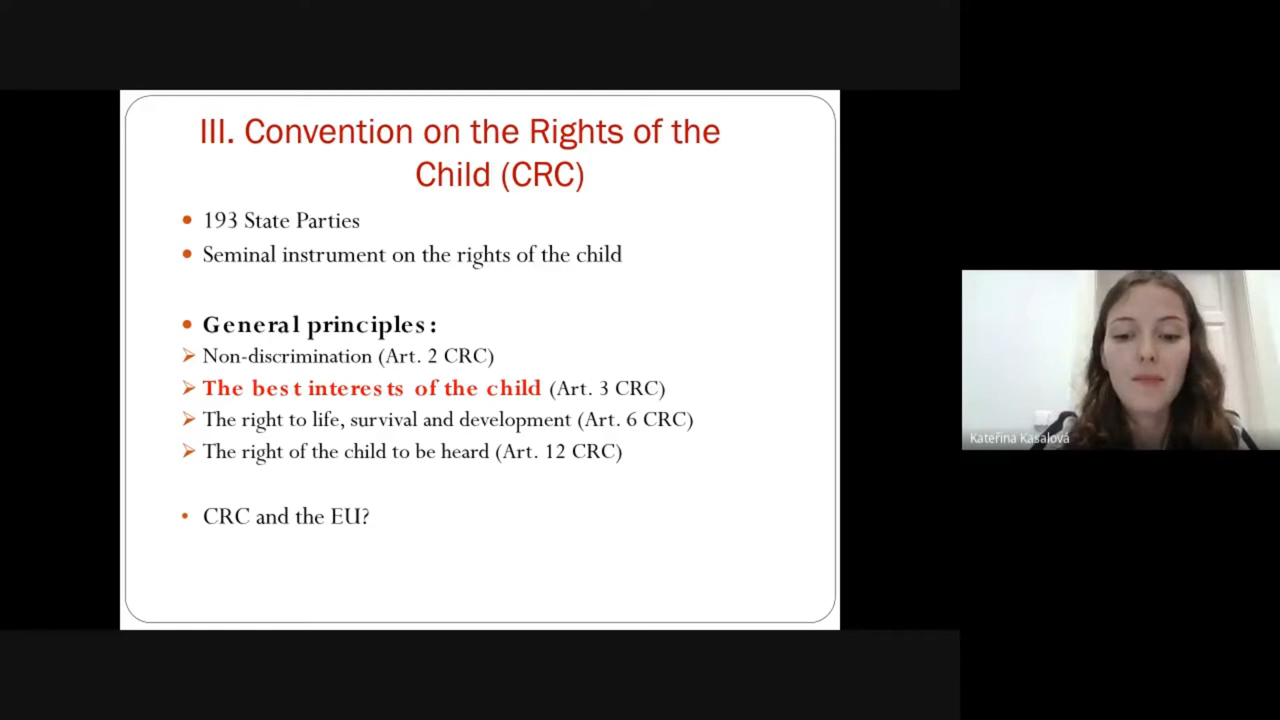 III. Convention on the Rights of the
Child (CRC)
• 193 State Parties
• Seminal instrument on the rights of the child
• General principles:
➢ Non-discrimination (Art. 2 CRC)
➢ The best interests of the child (Art. 3 CRC)
➢ The right to life, survival and development (Art. 6 CRC)
➢ The right of the child to be heard (Art. 12 CRC)
• CRC and the EU?
Kateřina Kasalová